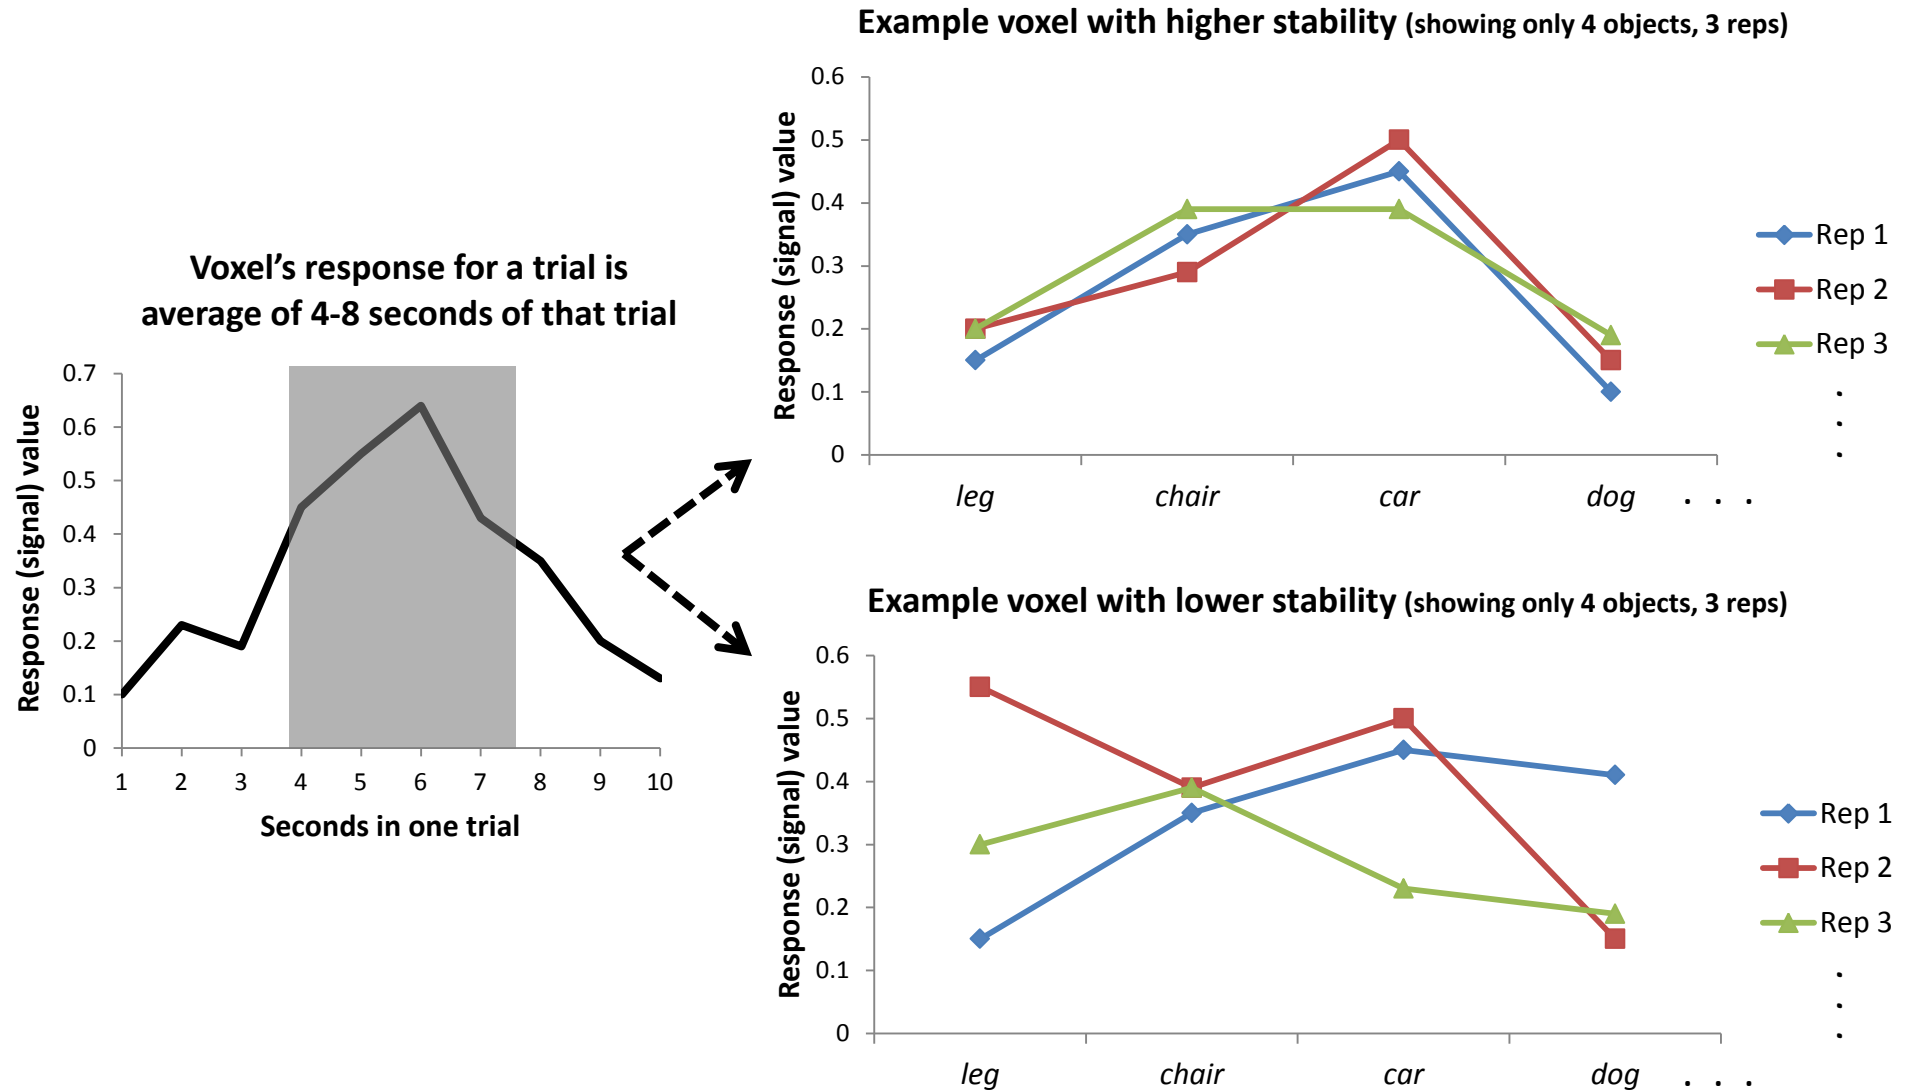 Voxel’s response for a trial is
average of 4-8 seconds of that trial
Response (signal) value
0.7
0.6
0.5
0.4
0.3
0.2
0.1
0
1 2 3 4 5 6 7 8 9 10
Seconds in one trial
Example voxel with higher stability (showing only 4 objects, 3 reps)
Response (signal) value
0.6
0.5
0.4
0.3
0.2
0.1
0
leg chair car dog . . .
Rep 1
Rep 2
Rep 3
.
.
.
Example voxel with lower stability (showing only 4 objects, 3 reps)
Response (signal) value
0.6
0.5
0.4
0.3
0.2
0.1
0
leg chair car dog . . .
Rep 1
Rep 2
Rep 3
.
.
.